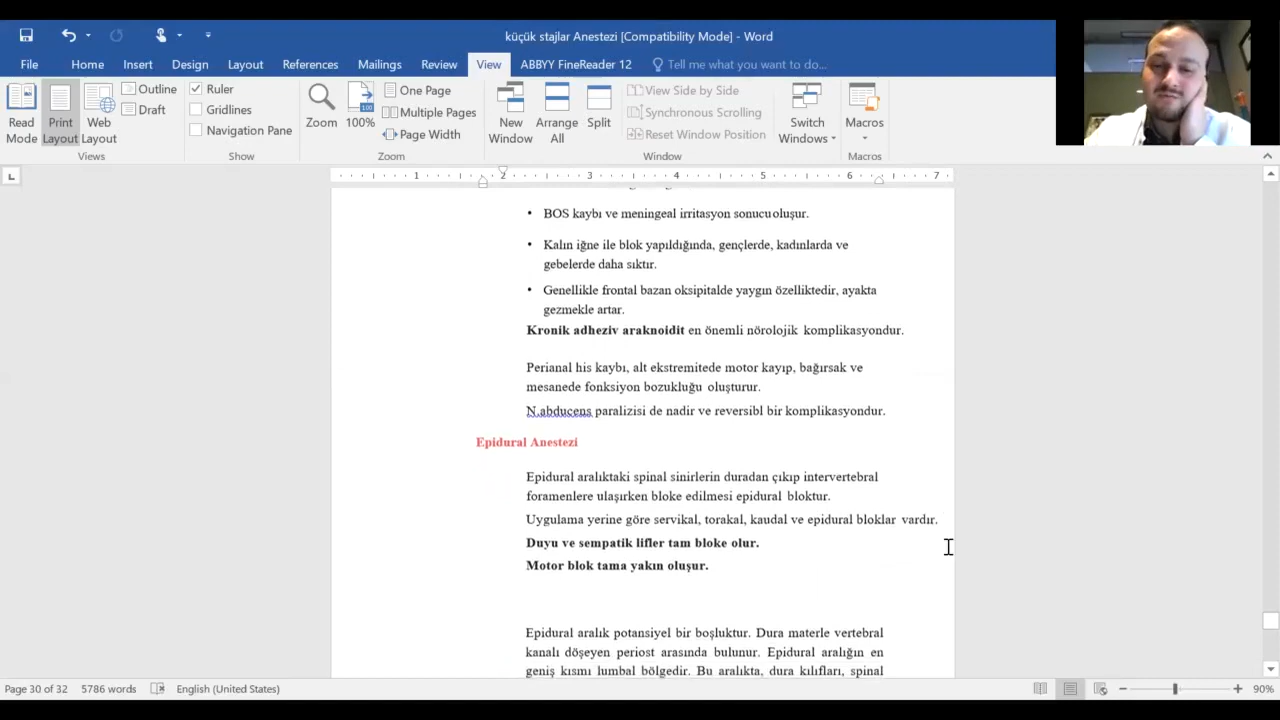 küçük stajlar Anestezi [Compatibility Mode] - Word
File Home Insert Design Layout References Mailings Review View ABBYY FineReader 12 Tell me what you want to do...
Read Mode
Print Layout
Web Layout
Outline
Draft
Views
Ruler
Gridlines
Navigation Pane
Show
Zoom
100
100%
One Page
Multiple Pages
Page Width
Zoom
New Window
Arrange All
Split
View Side by Side
Synchronous Scrolling
Reset Window Position
Window
Switch Windows
Macros
Macros
L
1 2 3 4 5 6 7
• BOS kaybı ve meningeal irritasyon sonucu oluşur.
• Kalın iğne ile blok yapıldığında, gençlerde, kadınlarda ve
gebelerde daha sıktır.
• Genellikle frontal bazan oksipitalde yaygın özelliktedir, ayakta
gezmekle artar.
Kronik adheziv araknoidit en önemli nörolojik komplikasyondur.
Perianal his kaybı, alt ekstremitede motor kayıp, bağırsak ve
mesanede fonksiyon bozukluğu oluşturur.
N.abducens paralizisi de nadir ve reversibl bir komplikasyondur.
Epidural Anestezi
Epidural aralıktaki spinal sinirlerin duradan çıkıp intervertebral
foramenlere ulaşırken bloke edilmesi epidural bloktur.
Uygulama yerine göre servikal, torakal, kaudal ve epidural bloklar vardır.
Duyu ve sempatik lifler tam bloke olur.
Motor blok tama yakın oluşur.
Epidural aralık potansiyel bir boşluktur. Dura materle vertebral
kanalı döşeyen periost arasında bulunur. Epidural aralığın en
geniş kısmı lumbal bölgedir. Bu aralıkta, dura kılıfları, spinal
Page 30 of 32 5786 words English (United States) 90%